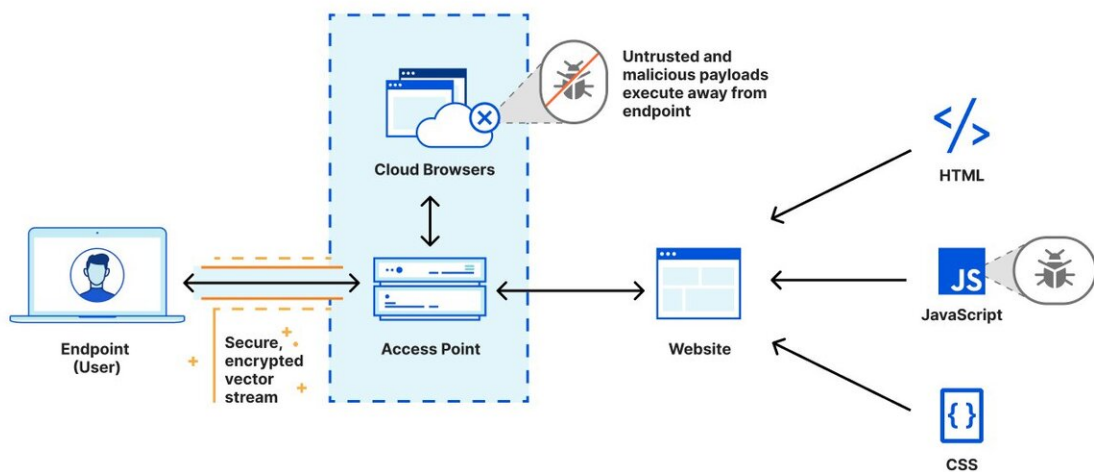 Untrusted and
malicious payloads
execute away from
endpoint
Cloud Browsers
</>
HTML
JS
JavaScript
Endpoint
(User)
Secure,
encrypted
vector
stream
Access Point
Website
{ }
CSS